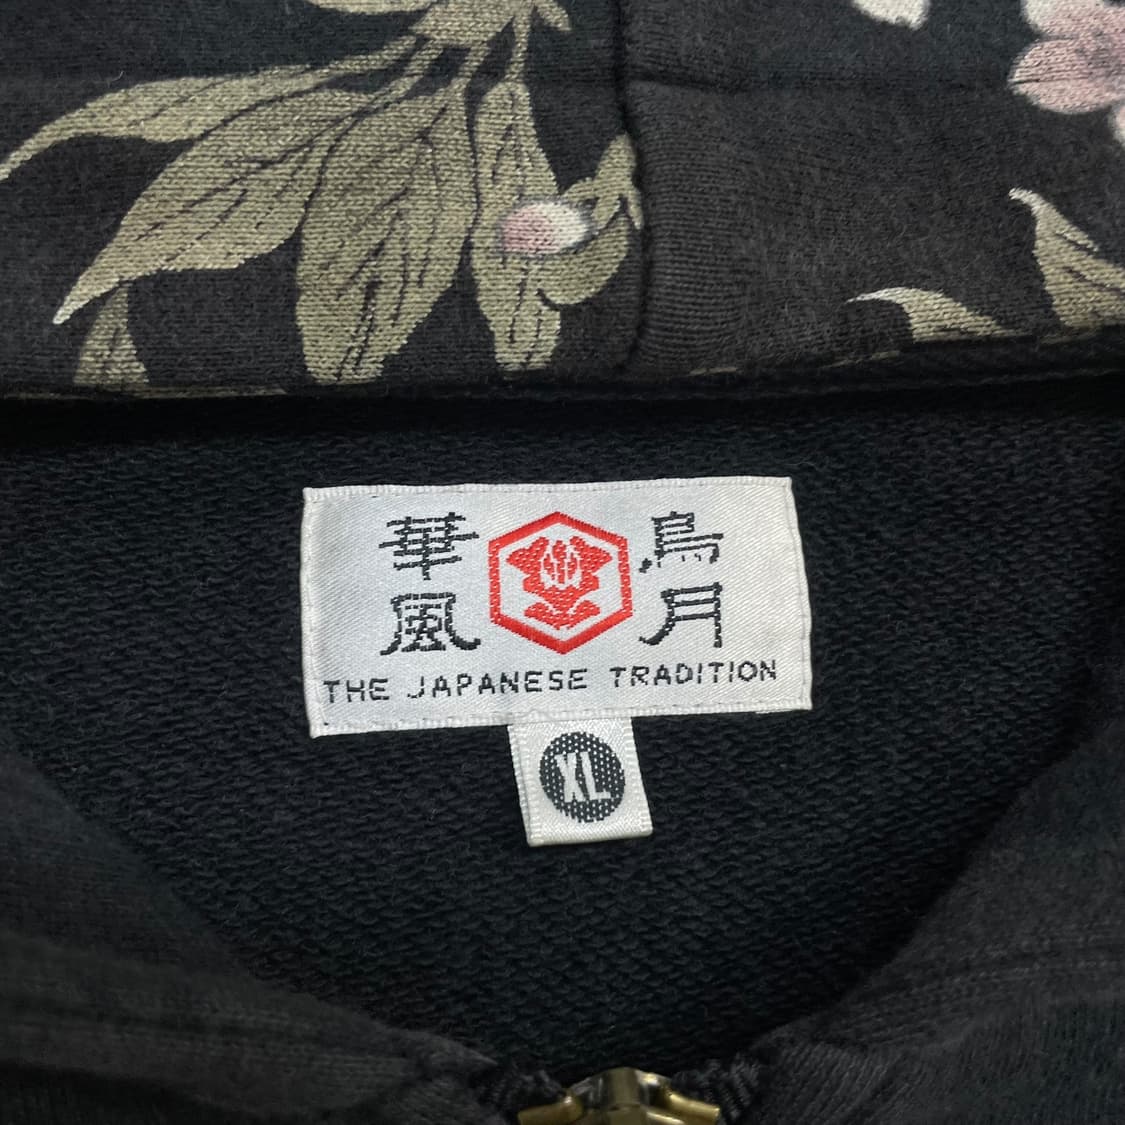 華鳥
風月
THE JAPANESE TRADITION
XL